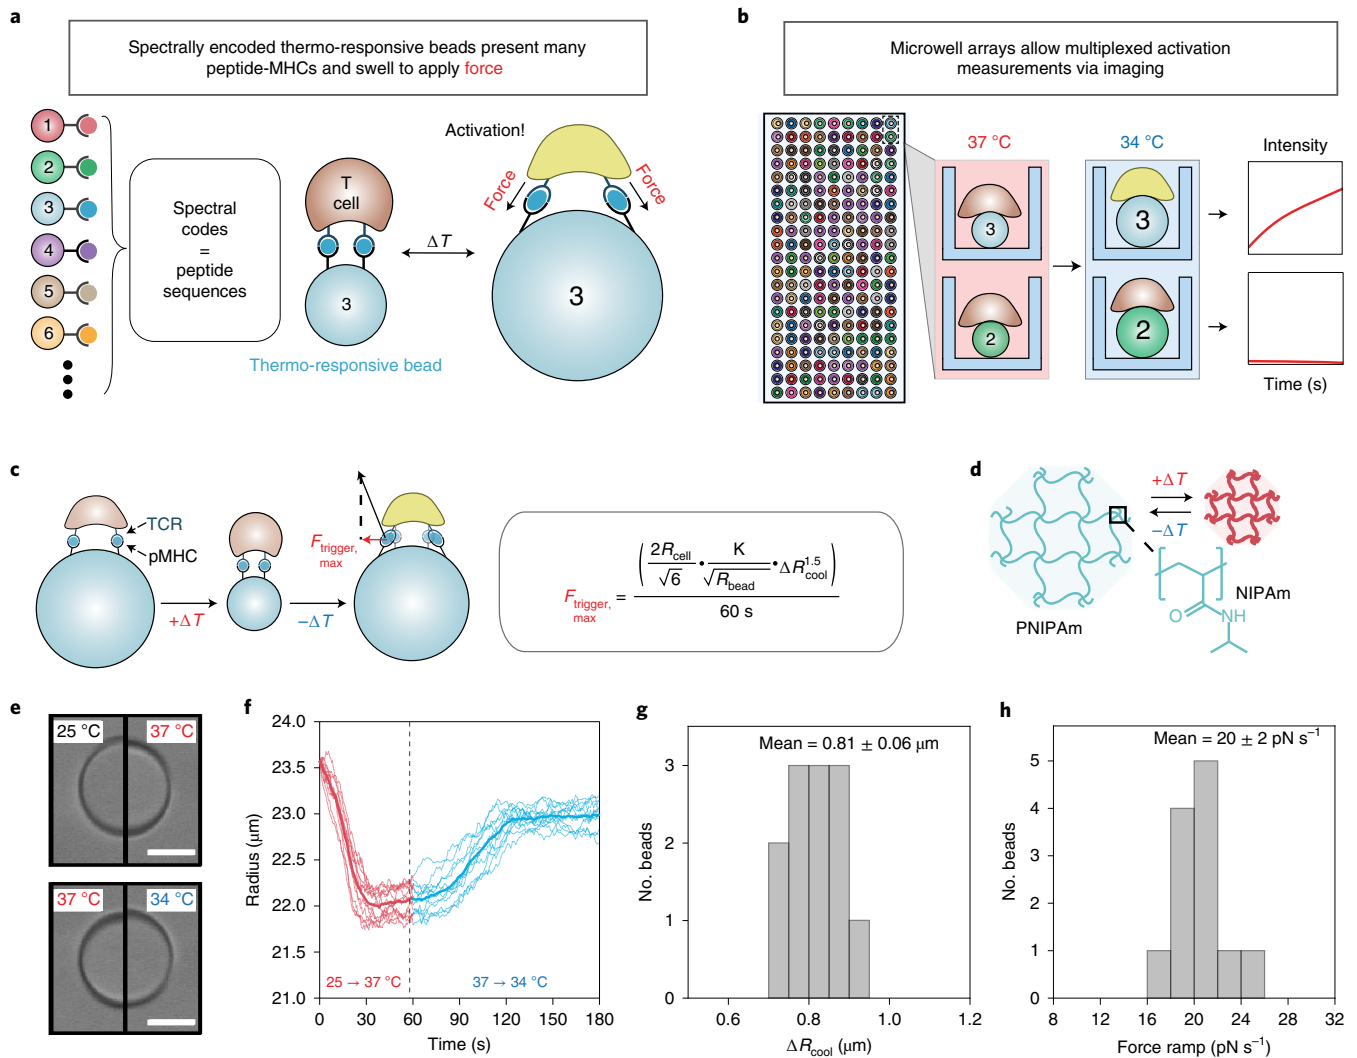 a
Spectrally encoded thermo-responsive beads present many
peptide-MHCs and swell to apply force
1
2
3
4
5
6
Spectral
codes
=
peptide
sequences
T
cell
3
ΔT
Activation!
Force
Force
3
Thermo-responsive bead
b
Microwell arrays allow multiplexed activation
measurements via imaging
37 °C
34 °C
Intensity
3
3
2
2
Time (s)
c
TCR
pMHC
+ΔT
−ΔT
F trigger, max
F trigger, max = ( 2R cell / √6 • K / √R bead • ΔR cool 1.5 ) / 60 s
d
+ΔT
−ΔT
PNIPAm
NIPAm
O
NH
e
25 °C
37 °C
37 °C
34 °C
f
24.0
23.5
23.0
22.5
22.0
21.5
21.0
Radius (μm)
25 → 37 °C
37 → 34 °C
0 30 60 90 120 150 180
Time (s)
g
Mean = 0.81 ± 0.06 μm
3
2
1
0
No. beads
0.6 0.8 1.0 1.2
ΔR cool (μm)
h
Mean = 20 ± 2 pN s⁻¹
5
4
3
2
1
0
No. beads
8 12 16 20 24 28 32
Force ramp (pN s⁻¹)